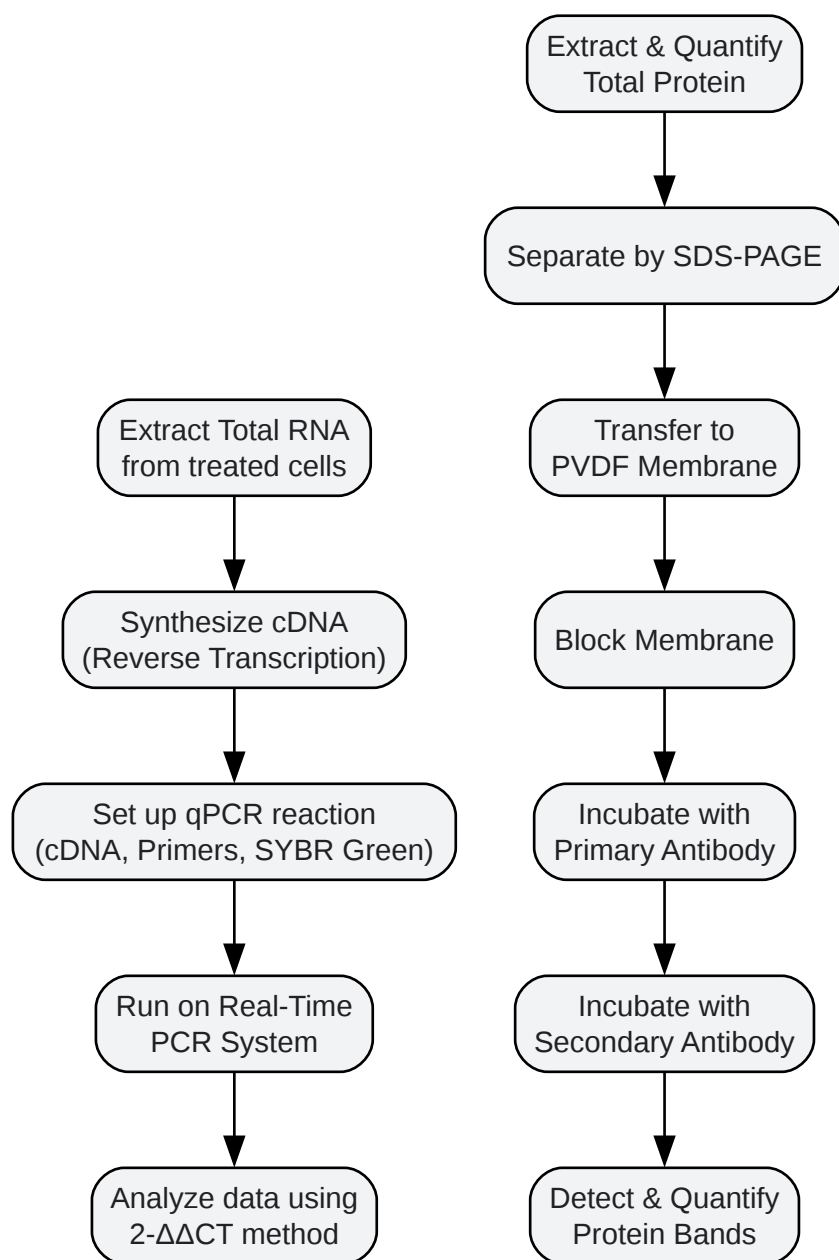 Extract & Quantify
Total Protein
Separate by SDS-PAGE
Extract Total RNA
from treated cells
Transfer to
PVDF Membrane
Synthesize cDNA
(Reverse Transcription)
Block Membrane
Set up qPCR reaction
(cDNA, Primers, SYBR Green)
Incubate with
Primary Antibody
Run on Real-Time
PCR System
Incubate with
Secondary Antibody
Analyze data using
2-ΔΔCT method
Detect & Quantify
Protein Bands